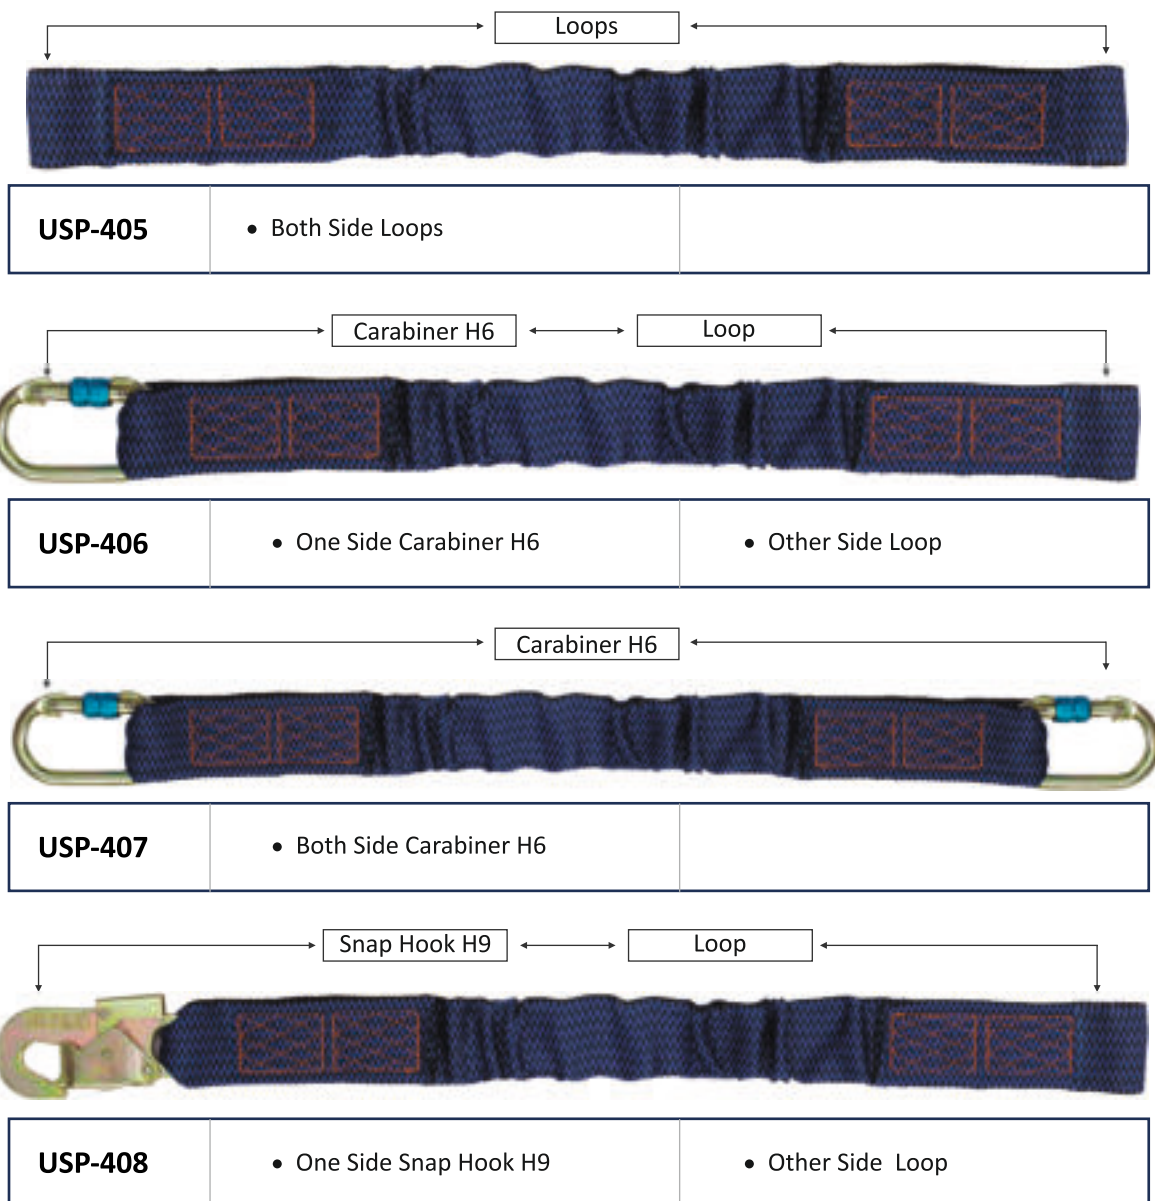 Loops
USP-405 • Both Side Loops
Carabiner H6 Loop
USP-406 • One Side Carabiner H6 • Other Side Loop
Carabiner H6
USP-407 • Both Side Carabiner H6
Snap Hook H9 Loop
USP-408 • One Side Snap Hook H9 • Other Side Loop